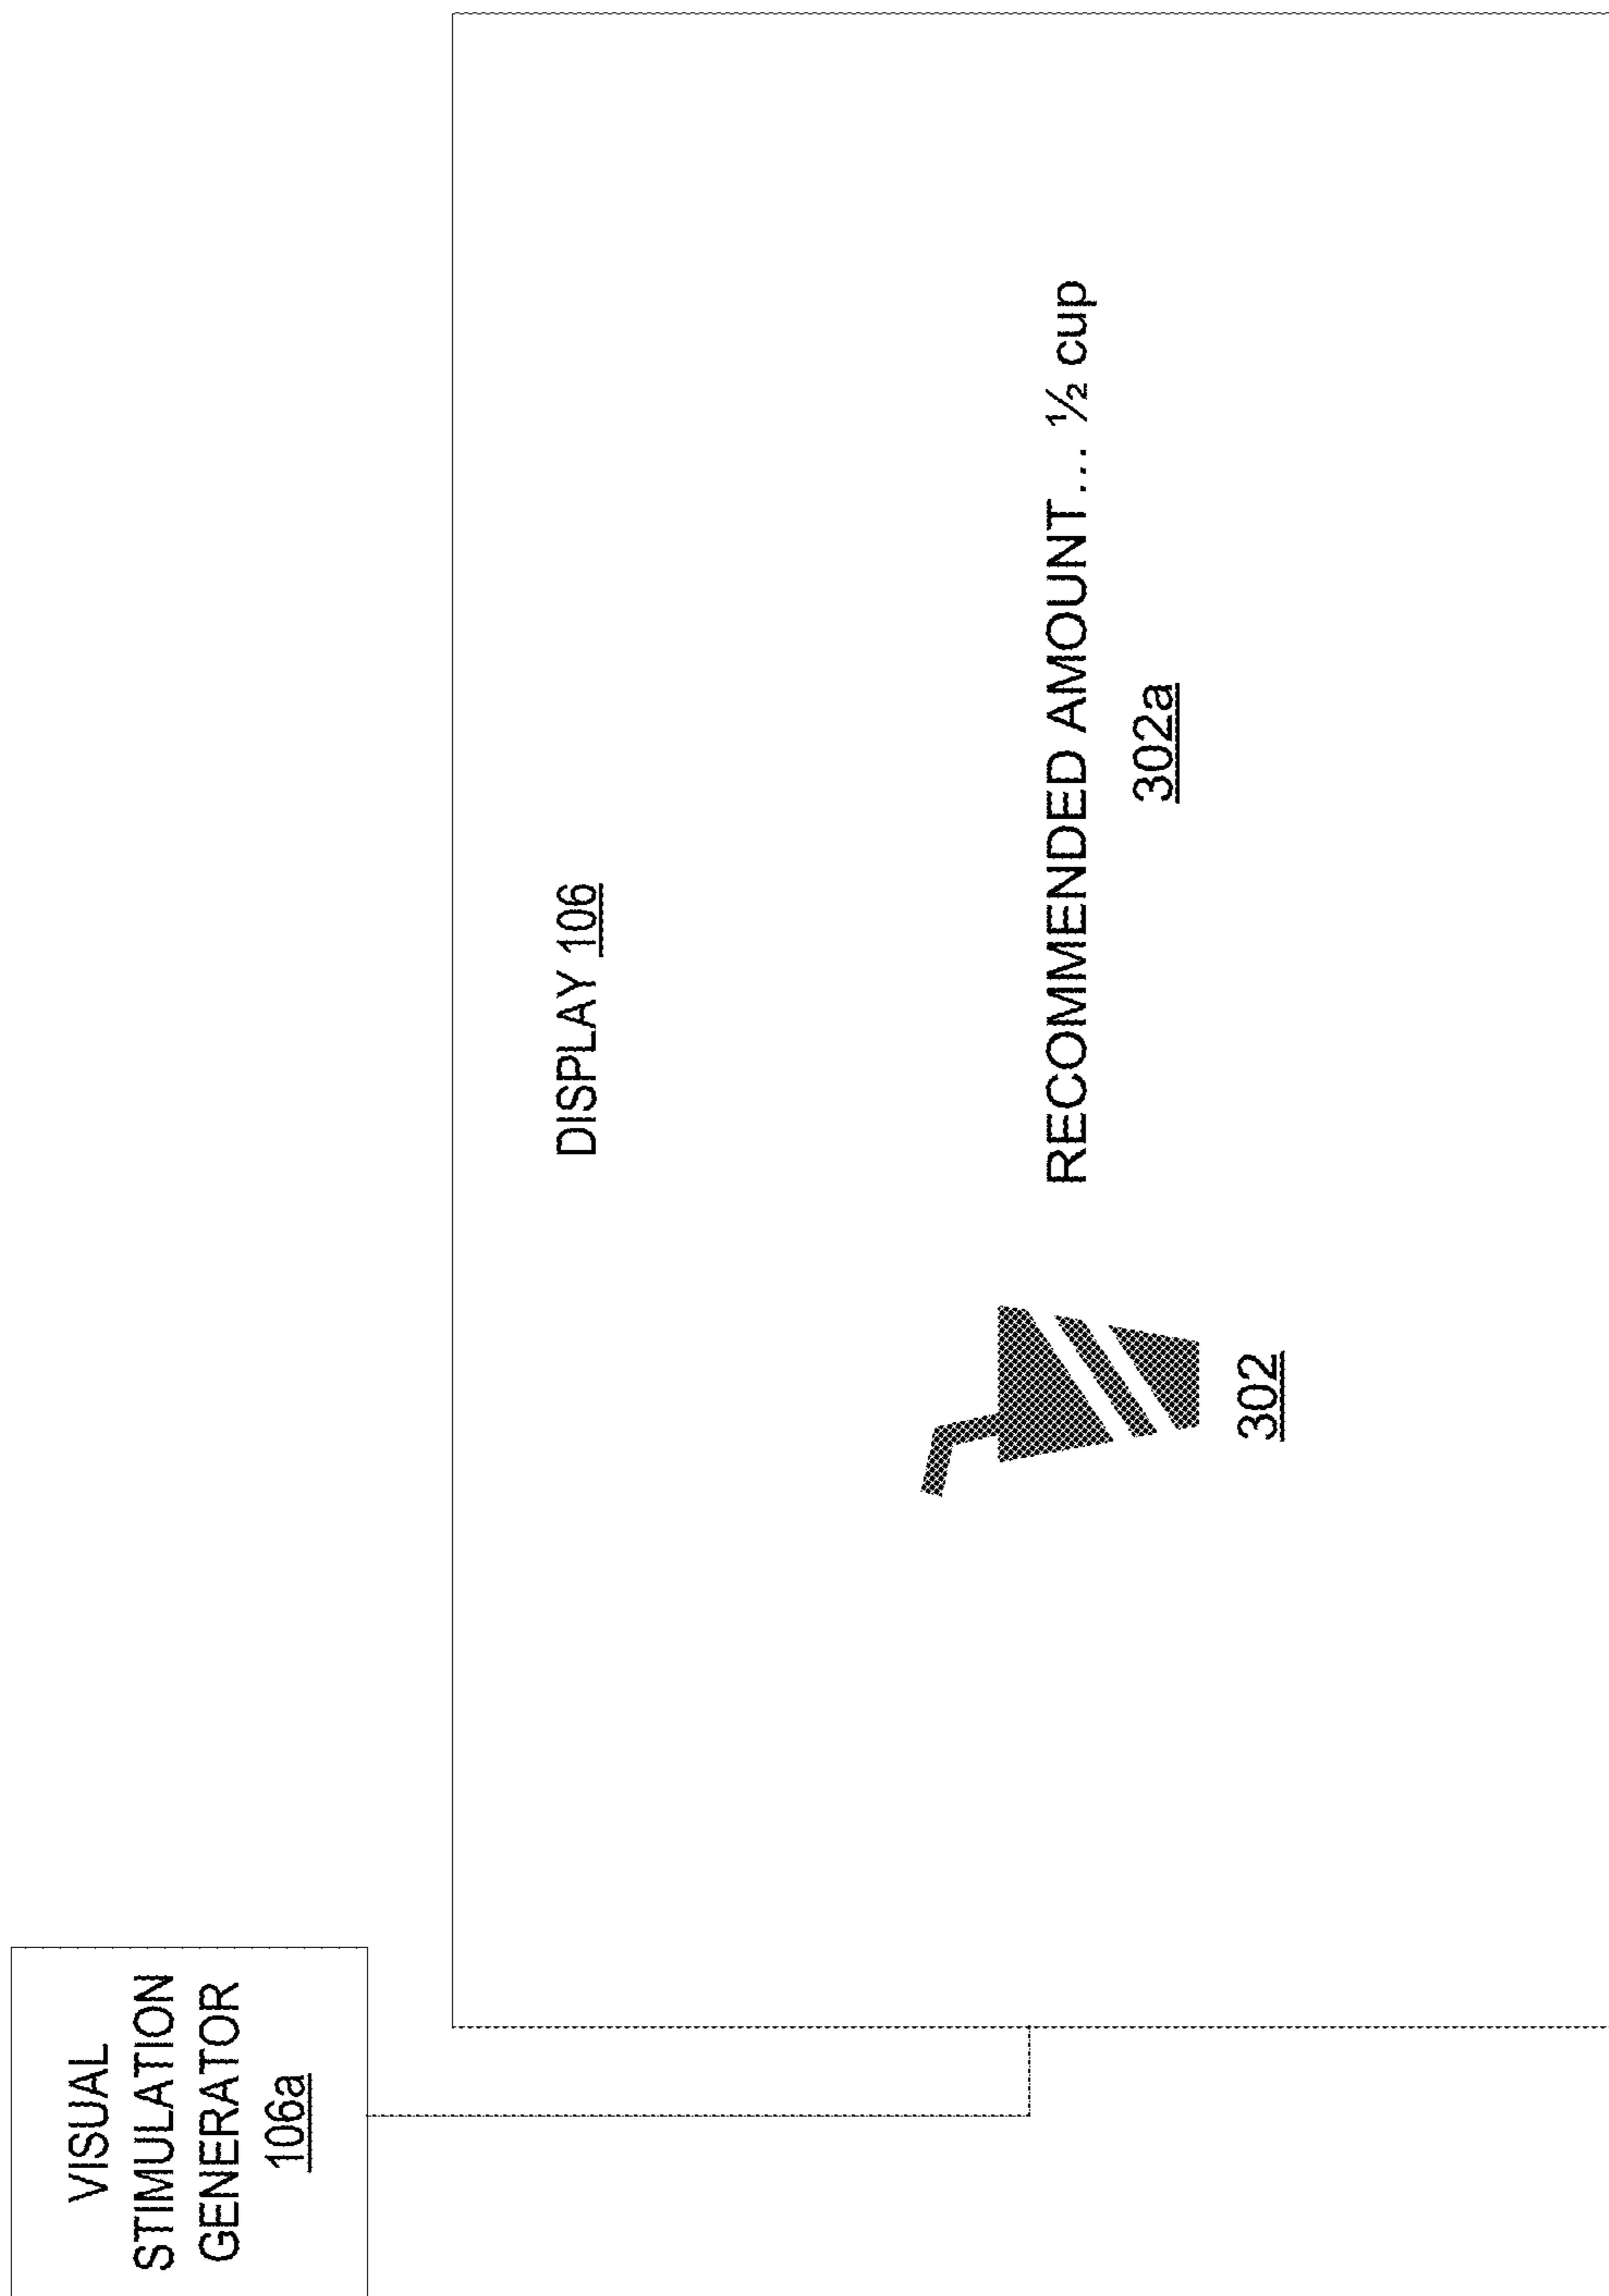 VISUAL
STIMULATION
GENERATOR
106a
DISPLAY 106
RECOMMENDED AMOUNT… ½ cup
302a
302